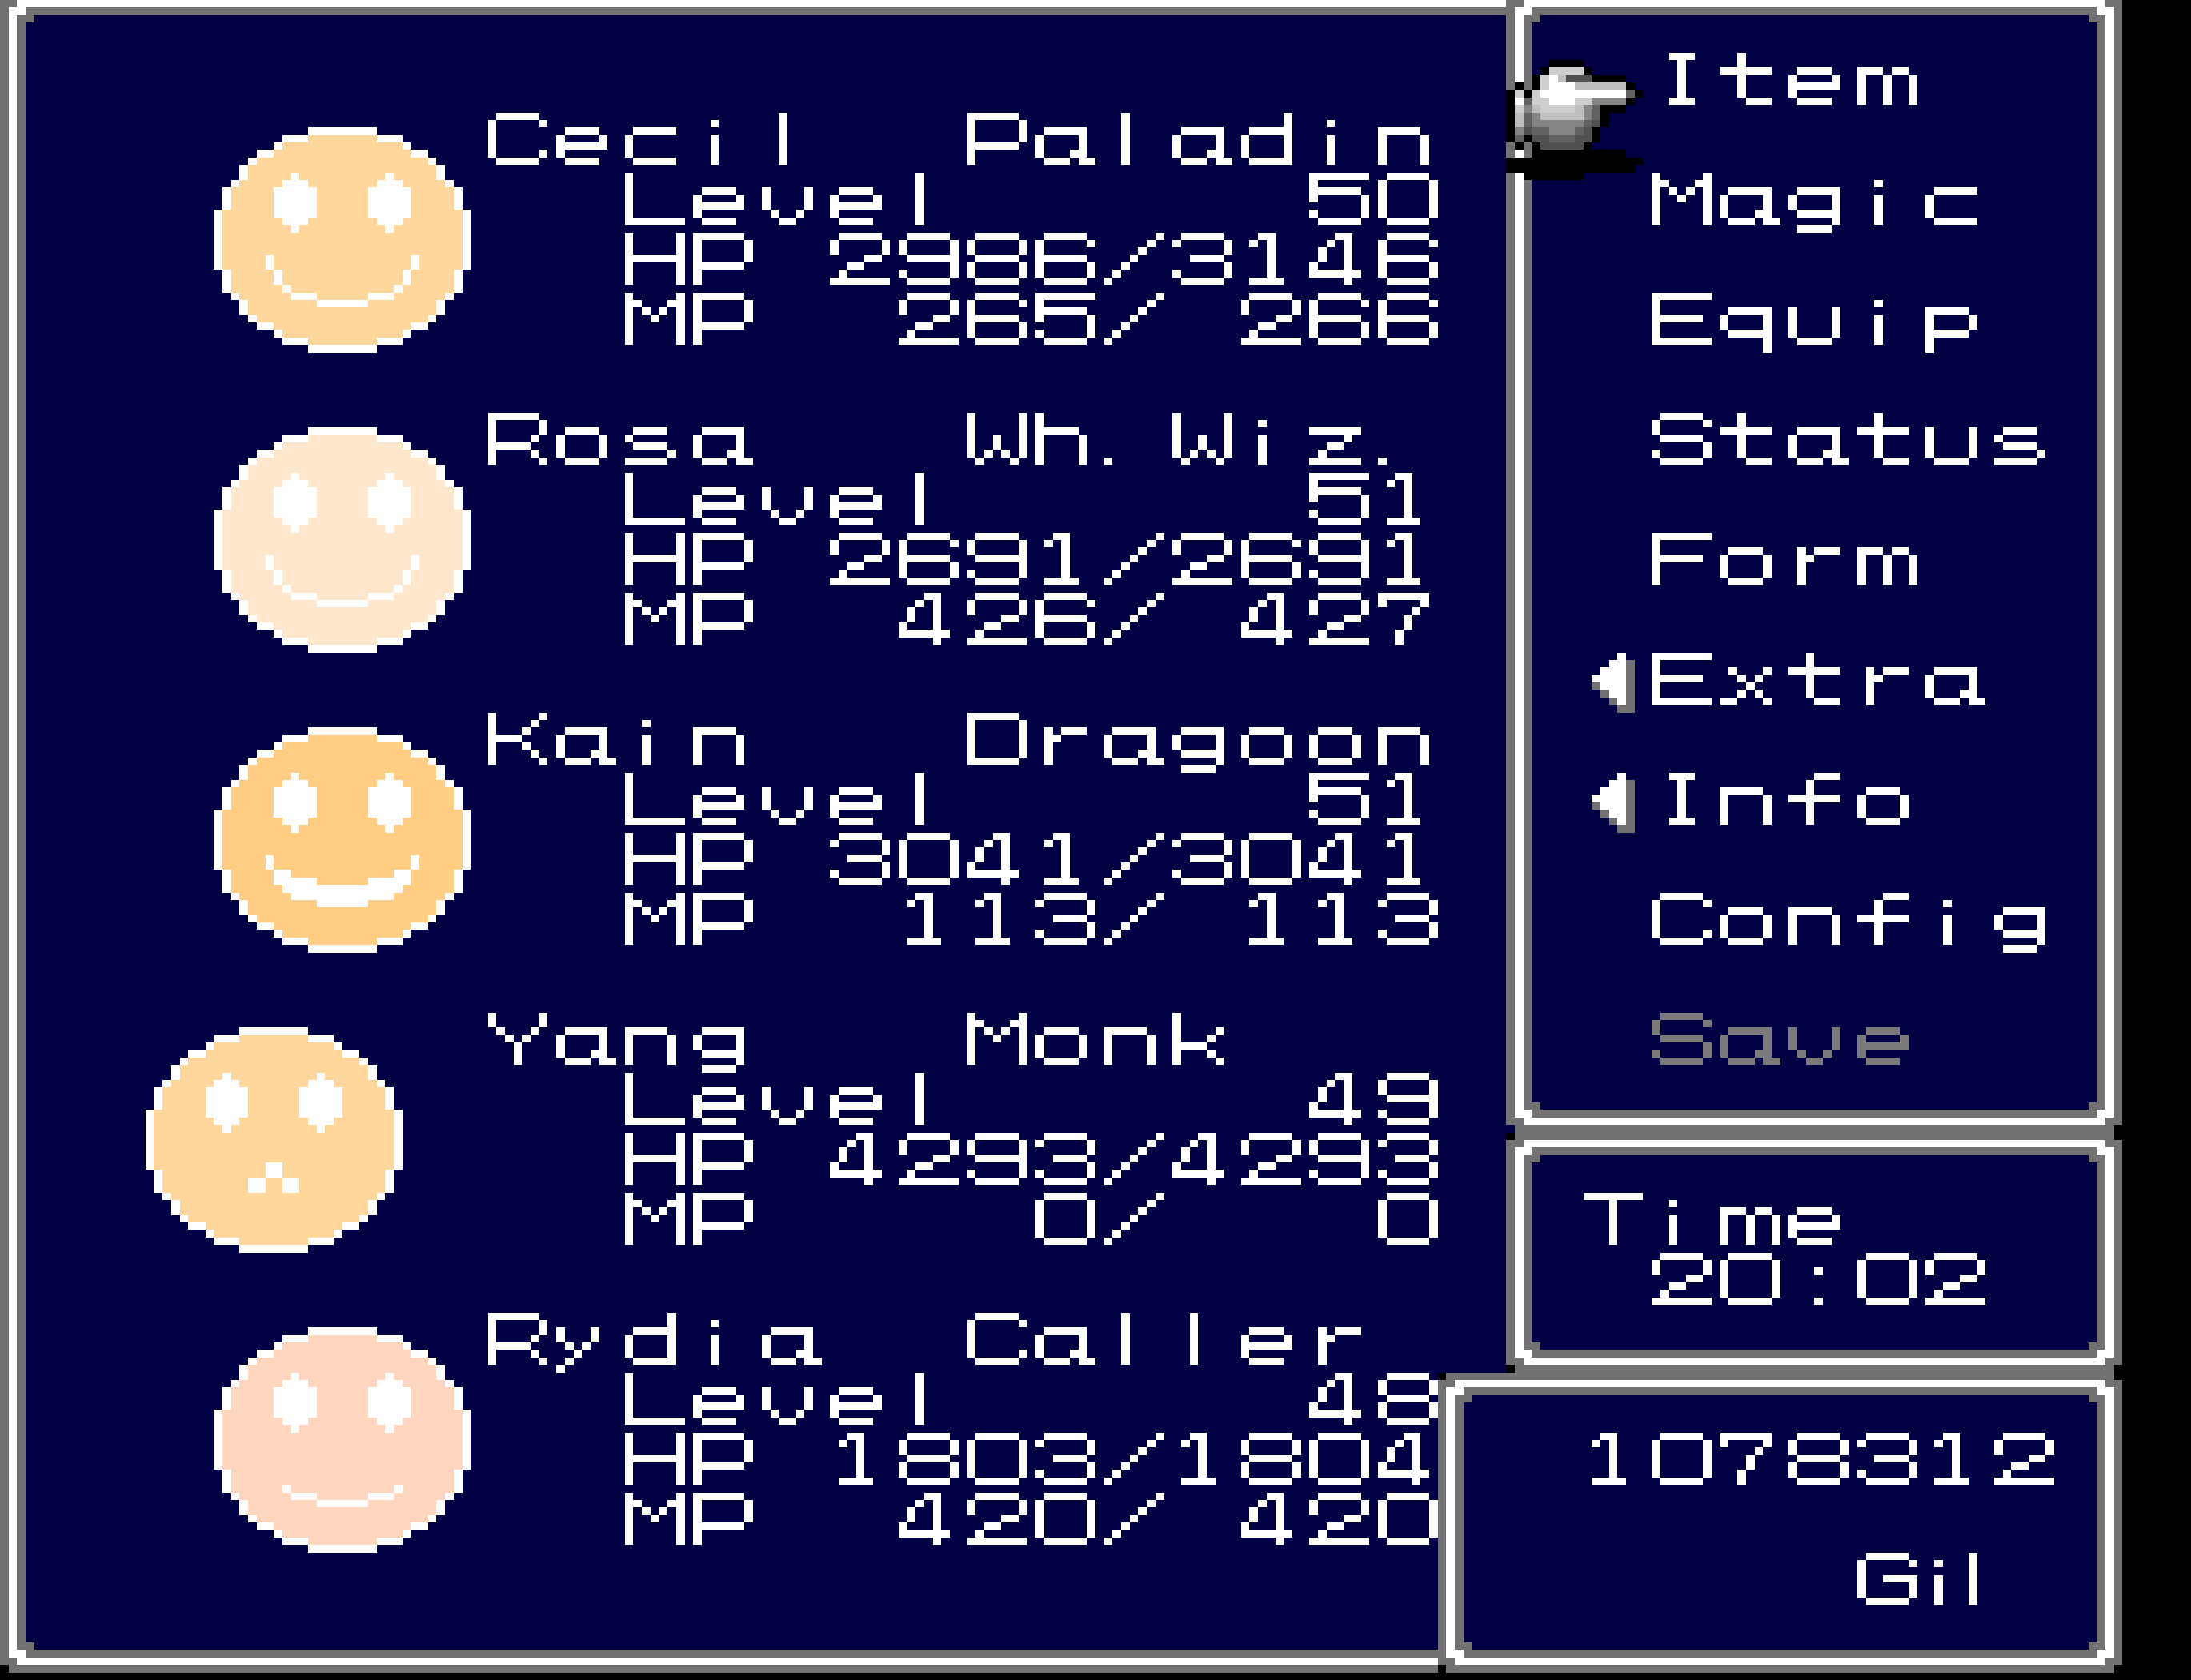 Cecil Paladin
Level 50
HP 2986/3146
MP 265/ 266
Rosa Wh.Wiz.
Level 51
HP 2691/2691
MP 426/ 427
Kain Dragoon
Level 51
HP 3041/3041
MP 113/ 113
Yang Monk
Level 49
HP 4293/4293
MP 0/ 0
Rydia Caller
Level 48
HP 1803/1804
MP 420/ 420
Item
Magic
Equip
Status
Form
Extra
Info
Config
Save
Time
20:02
1078312
Gil